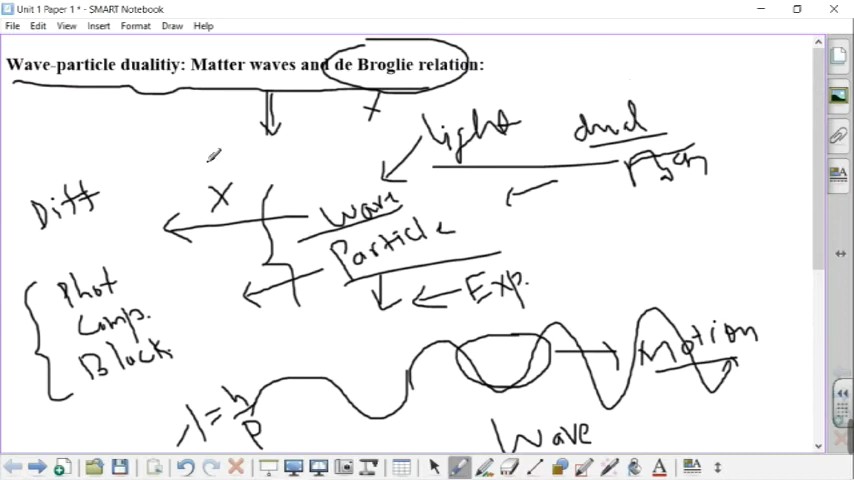 Unit 1 Paper 1 * - SMART Notebook
File Edit View Insert Format Draw Help
Wave-particle dualitiy: Matter waves and de Broglie relation:
light dual
Diff X Wave
Particle
Exp.
Phot
Comp.
Black
Motion
λ = h/p
Wave